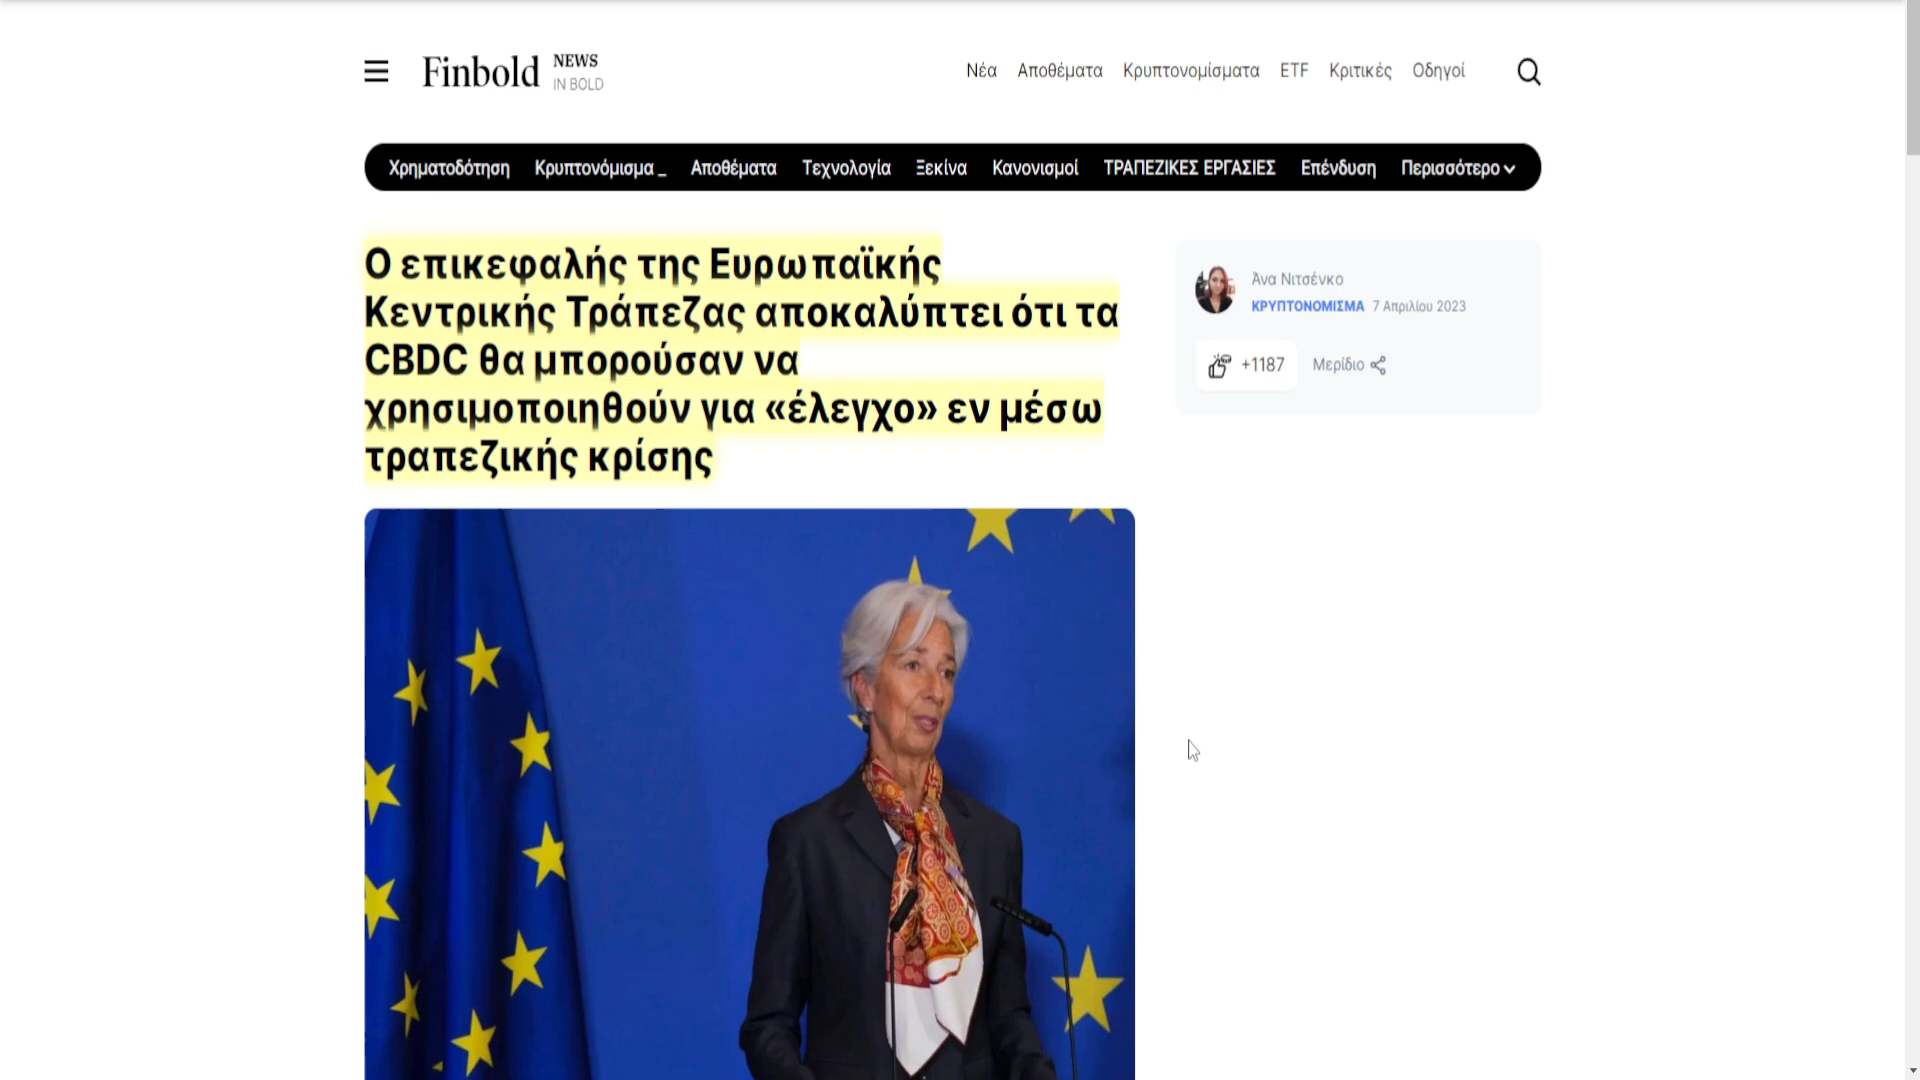 Finbold NEWS
IN BOLD
Νέα Αποθέματα Κρυπτονομίσματα ETF Κριτικές Οδηγοί
Χρηματοδότηση Κρυπτονόμισμα _ Αποθέματα Τεχνολογία Ξεκίνα Κανονισμοί ΤΡΑΠΕΖΙΚΕΣ ΕΡΓΑΣΙΕΣ Επένδυση Περισσότερο
Ο επικεφαλής της Ευρωπαϊκής
Κεντρικής Τράπεζας αποκαλύπτει ότι τα
CBDC θα μπορούσαν να
χρησιμοποιηθούν για «έλεγχο» εν μέσω
τραπεζικής κρίσης
Άνα Νιτσένκο
ΚΡΥΠΤΟΝΟΜΙΣΜΑ 7 Απριλίου 2023
+1187 Μερίδιο